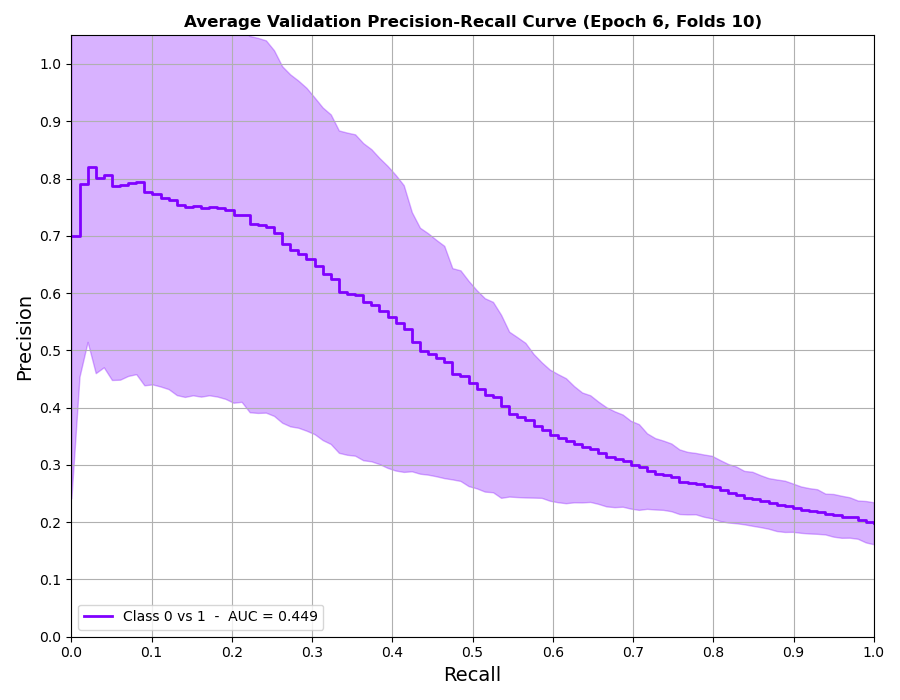 Average Validation Precision-Recall Curve (Epoch 6, Folds 10)
Precision
1.0
0.9
0.8
0.7
0.6
0.5
0.4
0.3
0.2
0.1
0.0
Class 0 vs 1 - AUC = 0.449
0.0 0.1 0.2 0.3 0.4 0.5 0.6 0.7 0.8 0.9 1.0
Recall